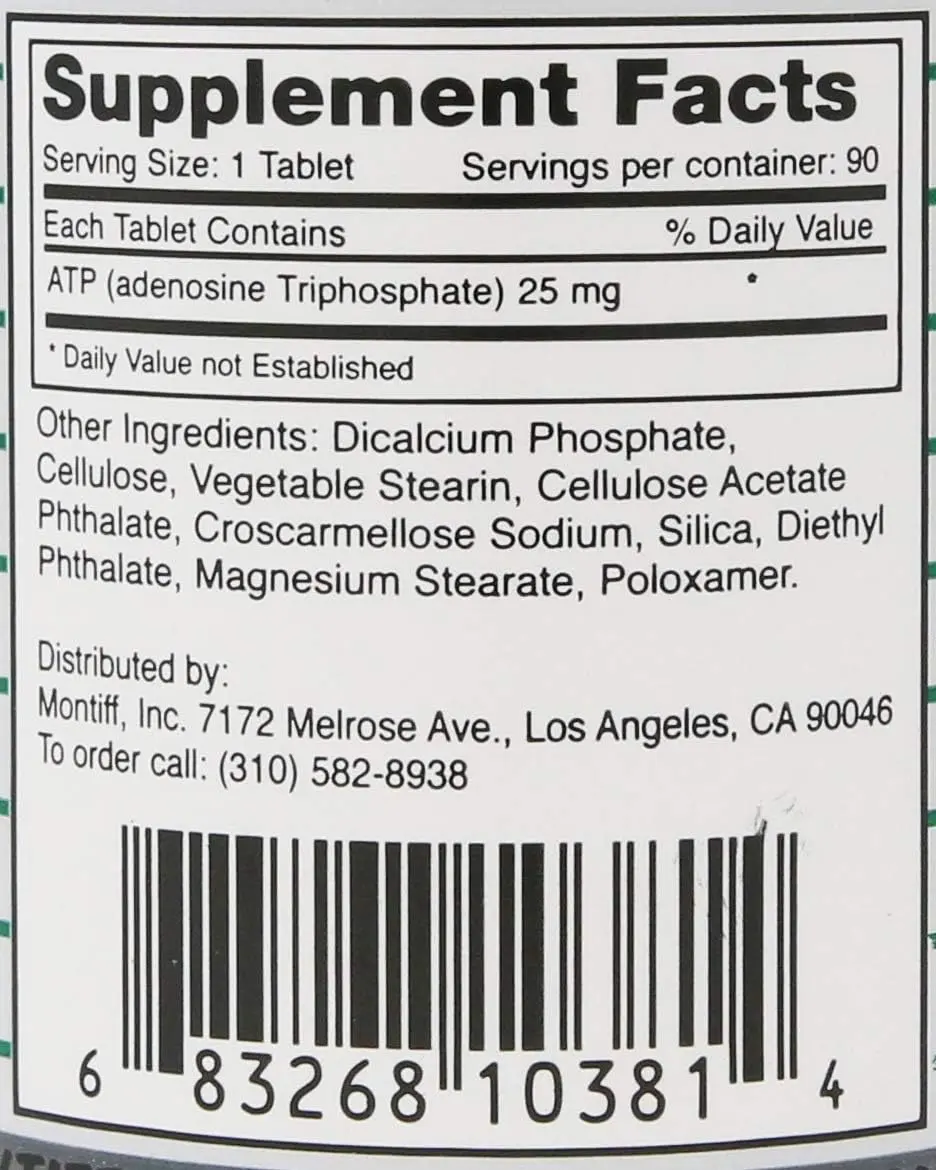 Supplement Facts
Serving Size: 1 Tablet Servings per container: 90
Each Tablet Contains % Daily Value
ATP (adenosine Triphosphate) 25 mg *
* Daily Value not Established
Other Ingredients: Dicalcium Phosphate,
Cellulose, Vegetable Stearin, Cellulose Acetate
Phthalate, Croscarmellose Sodium, Silica, Diethyl
Phthalate, Magnesium Stearate, Poloxamer.
Distributed by:
Montiff, Inc. 7172 Melrose Ave., Los Angeles, CA 90046
To order call: (310) 582-8938
6 83268 10381 4